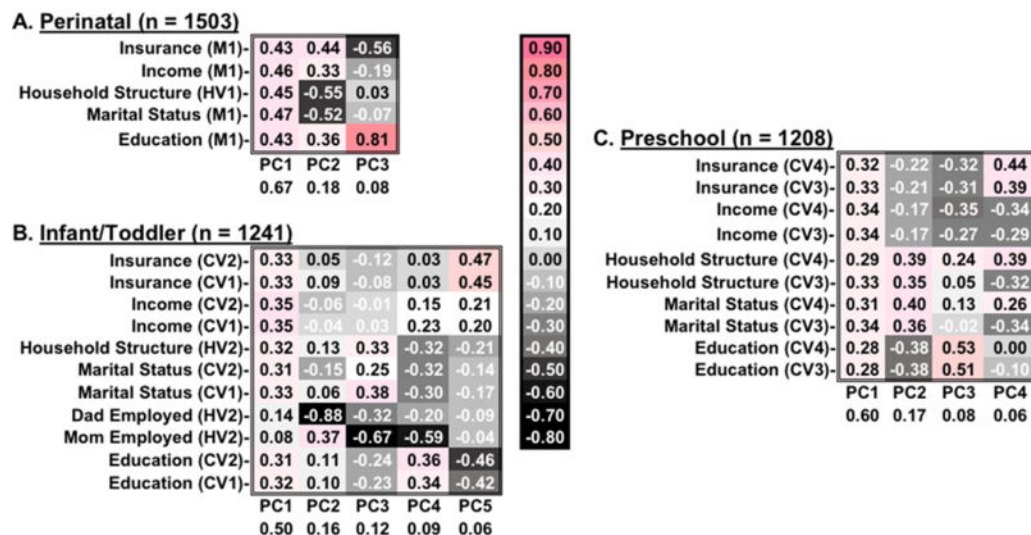 A. Perinatal (n = 1503)
Insurance (M1)- 0.43 0.44 -0.56
Income (M1)- 0.46 0.33 -0.19
Household Structure (HV1)- 0.45 -0.55 0.03
Marital Status (M1)- 0.47 -0.52 -0.07
Education (M1)- 0.43 0.36 0.81
PC1 PC2 PC3
0.67 0.18 0.08
B. Infant/Toddler (n = 1241)
Insurance (CV2)- 0.33 0.05 -0.12 0.03 0.47
Insurance (CV1)- 0.33 0.09 -0.08 0.03 0.45
Income (CV2)- 0.35 -0.06 -0.01 0.15 0.21
Income (CV1)- 0.35 -0.04 0.03 0.23 0.20
Household Structure (HV2)- 0.32 0.13 0.33 -0.32 -0.21
Marital Status (CV2)- 0.31 -0.15 0.25 -0.32 -0.14
Marital Status (CV1)- 0.33 0.06 0.38 -0.30 -0.17
Dad Employed (HV2)- 0.14 -0.88 -0.32 -0.20 -0.09
Mom Employed (HV2)- 0.08 0.37 -0.67 -0.59 -0.04
Education (CV2)- 0.31 0.11 -0.24 0.36 -0.46
Education (CV1)- 0.32 0.10 -0.23 0.34 -0.42
PC1 PC2 PC3 PC4 PC5
0.50 0.16 0.12 0.09 0.06
0.90
0.80
0.70
0.60
0.50
0.40
0.30
0.20
0.10
0.00
-0.10
-0.20
-0.30
-0.40
-0.50
-0.60
-0.70
-0.80
C. Preschool (n = 1208)
Insurance (CV4)- 0.32 -0.22 -0.32 0.44
Insurance (CV3)- 0.33 -0.21 -0.31 0.39
Income (CV4)- 0.34 -0.17 -0.35 -0.34
Income (CV3)- 0.34 -0.17 -0.27 -0.29
Household Structure (CV4)- 0.29 0.39 0.24 0.39
Household Structure (CV3)- 0.33 0.35 0.05 -0.32
Marital Status (CV4)- 0.31 0.40 0.13 0.26
Marital Status (CV3)- 0.34 0.36 -0.02 -0.34
Education (CV4)- 0.28 -0.38 0.53 0.00
Education (CV3)- 0.28 -0.38 0.51 -0.10
PC1 PC2 PC3 PC4
0.60 0.17 0.08 0.06